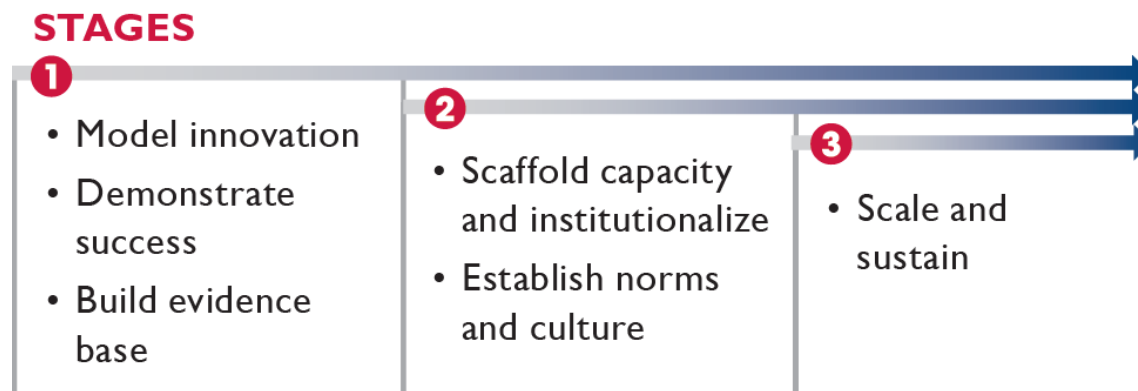 STAGES
1
• Model innovation
• Demonstrate
success
• Build evidence
base
2
• Scaffold capacity
and institutionalize
• Establish norms
and culture
3
• Scale and
sustain